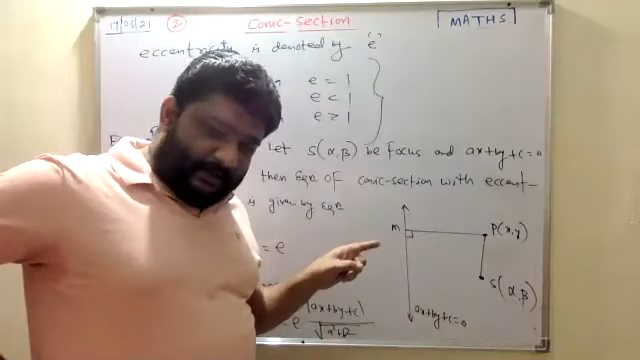 17/05/21 2 Conic-Section MATHS
eccentricity is denoted by 'e'
e = 1
e < 1
e > 1
Let S(α,β) be Focus and ax+by+c=0
then Eqn of conic-section with eccent-
is given by Eqn
M P(x,y)
= e
S(α,β)
|ax+by+c| ax+by+c=0
= e √a²+b²